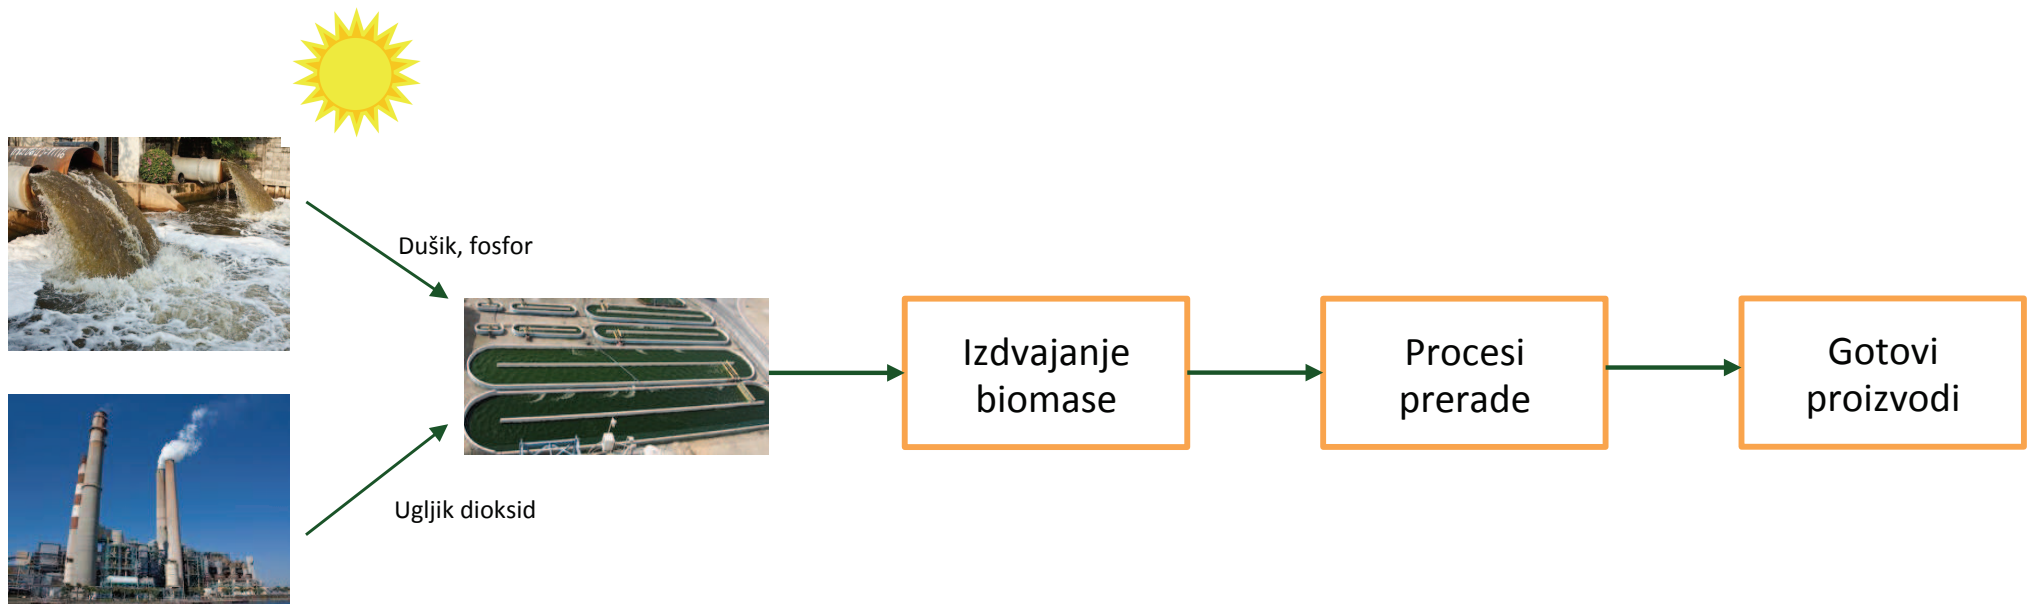 Dušik, fosfor
Ugljik dioksid
Izdvajanje
biomase
Procesi
prerade
Gotovi
proizvodi